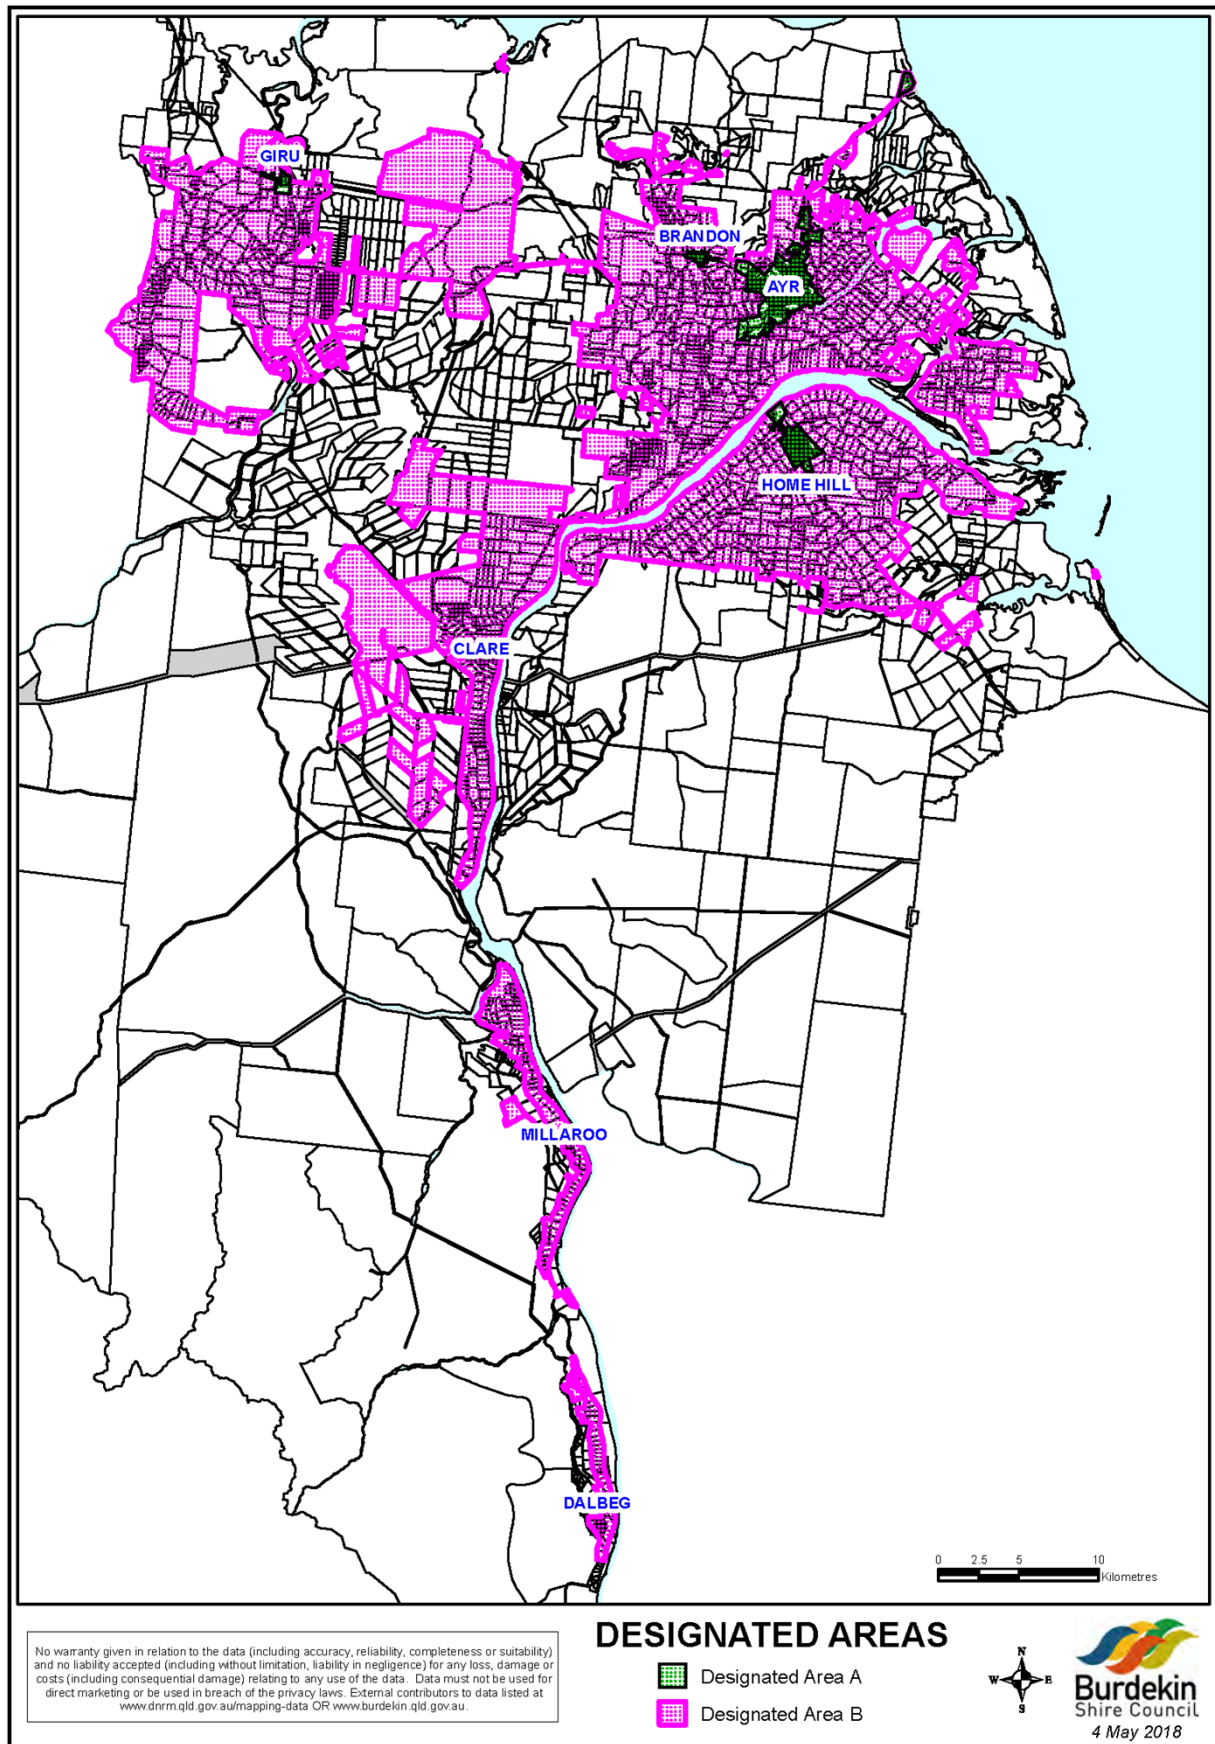 GIRU
BRANDON
AYR
HOME HILL
CLARE
MILLAROO
DALBEG
0 2.5 5 10
Kilometres
No warranty given in relation to the data (including accuracy, reliability, completeness or suitability)
and no liability accepted (including without limitation, liability in negligence) for any loss, damage or
costs (including consequential damage) relating to any use of the data. Data must not be used for
direct marketing or be used in breach of the privacy laws. External contributors to data listed at
www.dnrm.qld.gov.au/mapping-data OR www.burdekin.qld.gov.au.
DESIGNATED AREAS
Designated Area A
Designated Area B
N
W E
S
Burdekin
Shire Council
4 May 2018